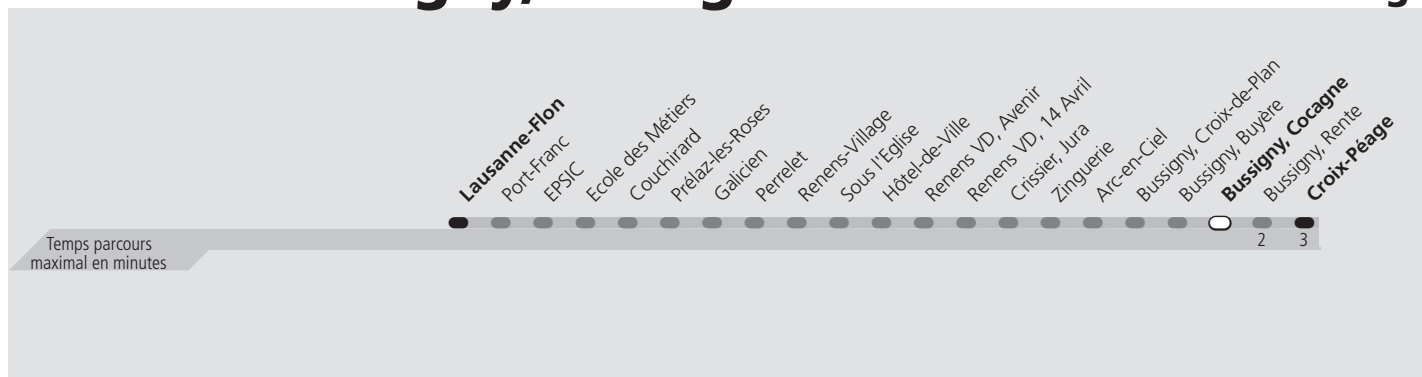 Lausanne-Flon
Port-Franc
EPSIC
Ecole des Métiers
Couchirard
Prélaz-les-Roses
Galicien
Perrelet
Renens-Village
Sous l'Eglise
Hôtel-de-Ville
Renens VD, Avenir
Renens VD, 14 Avril
Crissier, Jura
Zinguerie
Arc-en-Ciel
Bussigny, Croix-de-Plan
Bussigny, Buyère
Bussigny, Cocagne
Bussigny, Rente
Croix-Péage
Temps parcours
maximal en minutes
2 3